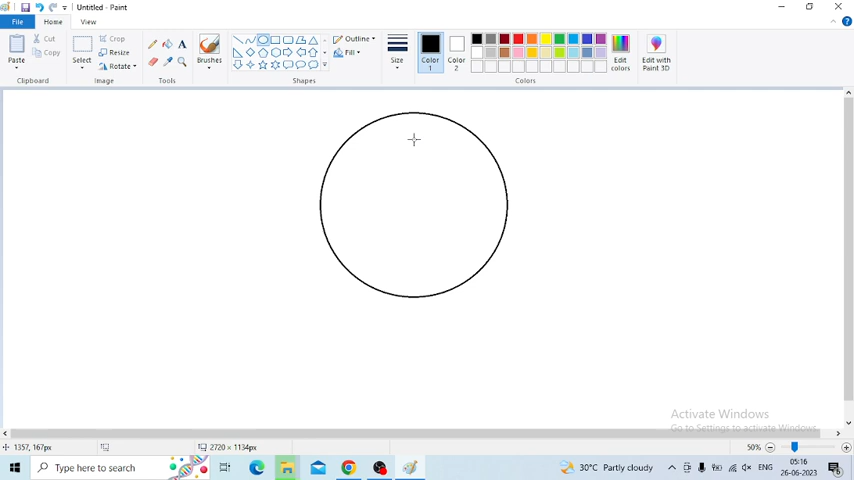 Untitled - Paint
File Home View
Paste
Cut
Copy
Clipboard
Select
Crop
Resize
Rotate
Image
A
Tools
Brushes
Outline
Fill
Shapes
Size
Color 1
Color 2
Edit colors
Edit with Paint 3D
Colors
Activate Windows
Go to Settings to activate Windows.
1357, 167px
2720 × 1134px
50%
Type here to search
30°C Partly cloudy
ENG
05:16
26-06-2023
5